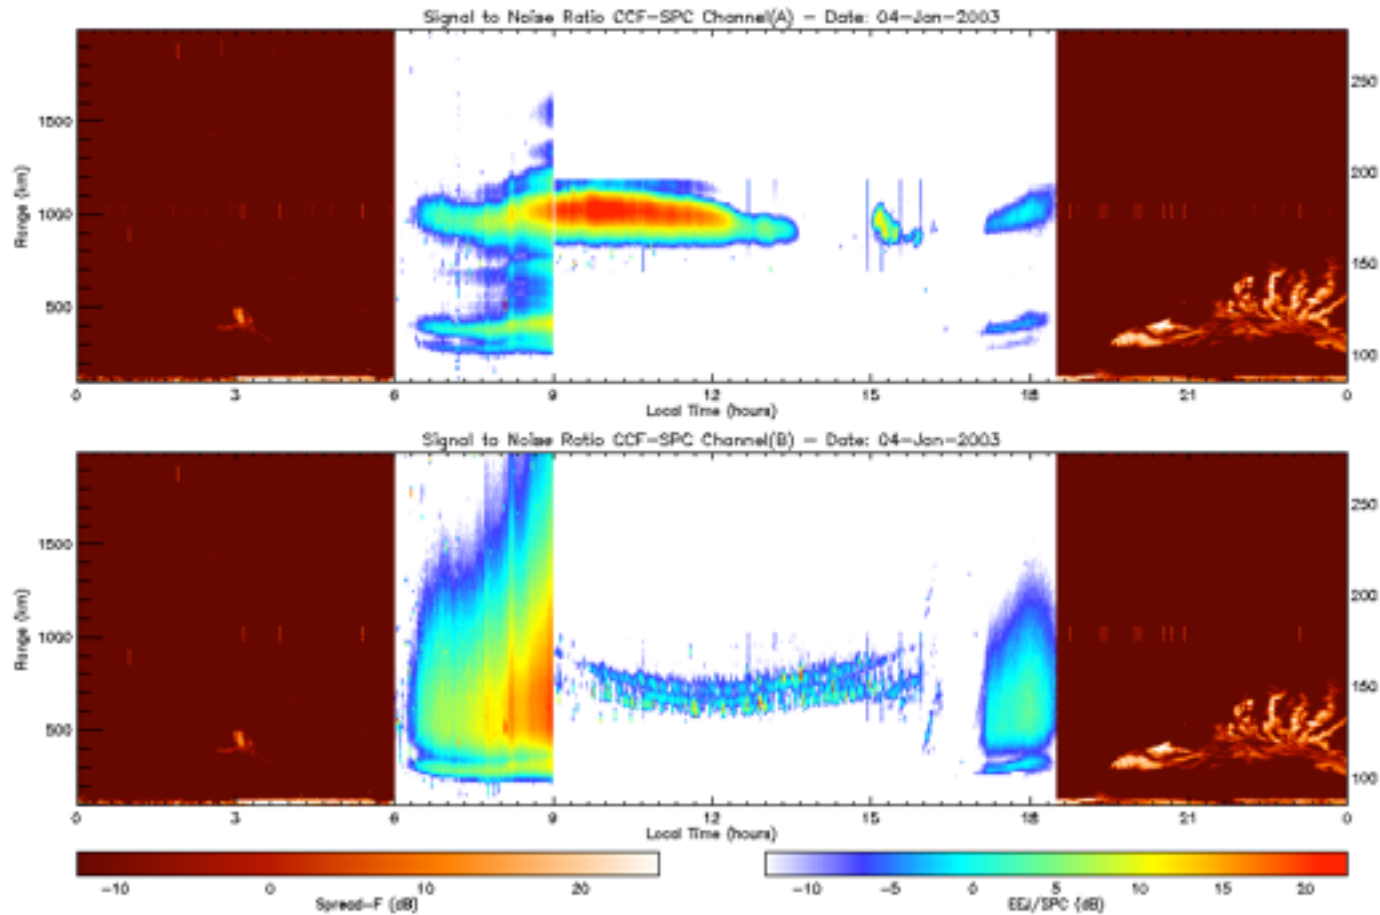 Signal to Noise Ratio CCF-SPC Channel(A) - Date: 04-Jan-2003
Range (km)
1500
1000
500
250
200
150
100
0 3 6 9 12 15 18 21 0
Local Time (hours)
Signal to Noise Ratio CCF-SPC Channel(B) - Date: 04-Jan-2003
Range (km)
1500
1000
500
250
200
150
100
0 3 6 9 12 15 18 21 0
Local Time (hours)
-10 0 10 20
Spread-F (dB)
-10 -5 0 5 10 15 20
EEJ/SPC (dB)